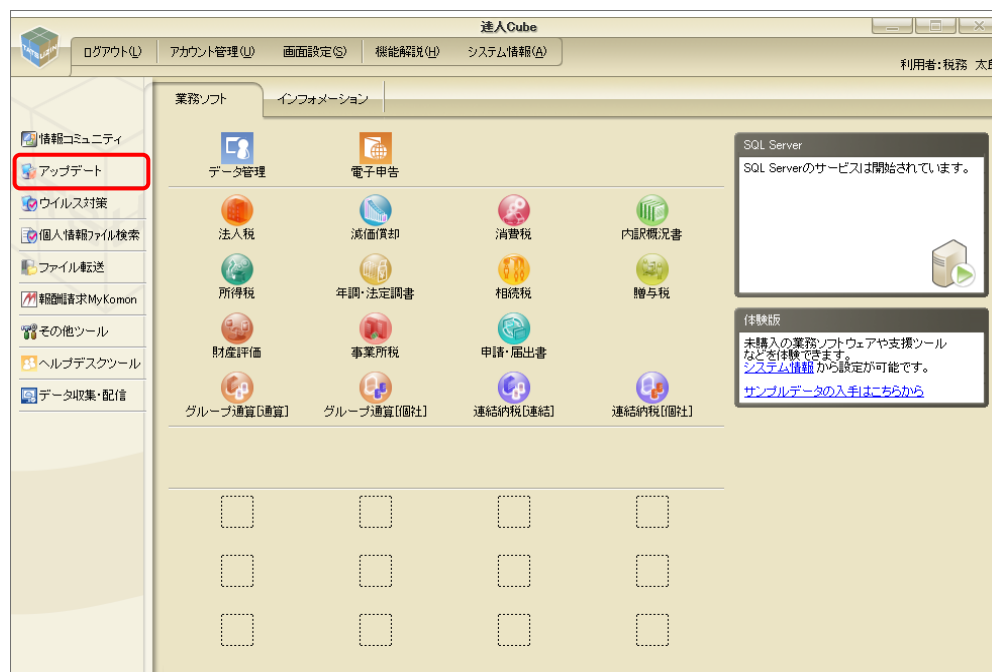 達人Cube
TATSUZIN
ログアウト(L)
アカウント管理(U)
画面設定(S)
機能解説(H)
システム情報(A)
利用者:税務 太郎
業務ソフト
インフォメーション
情報コミュニティ
アップデート
ウイルス対策
個人情報ファイル検索
ファイル転送
報酬請求MyKomon
その他ツール
ヘルプデスクツール
データ収集・配信
データ管理
電子申告
法人税
減価償却
消費税
内訳概況書
所得税
年調・法定調書
相続税
贈与税
財産評価
事業所税
申請・届出書
グループ通算[通算]
グループ通算[個社]
連結納税[連結]
連結納税[個社]
SQL Server
SQL Serverのサービスは開始されています。
体験版
未購入の業務ソフトウェアや支援ツール
などを体験できます。
システム情報 から設定が可能です。
サンプルデータの入手はこちらから